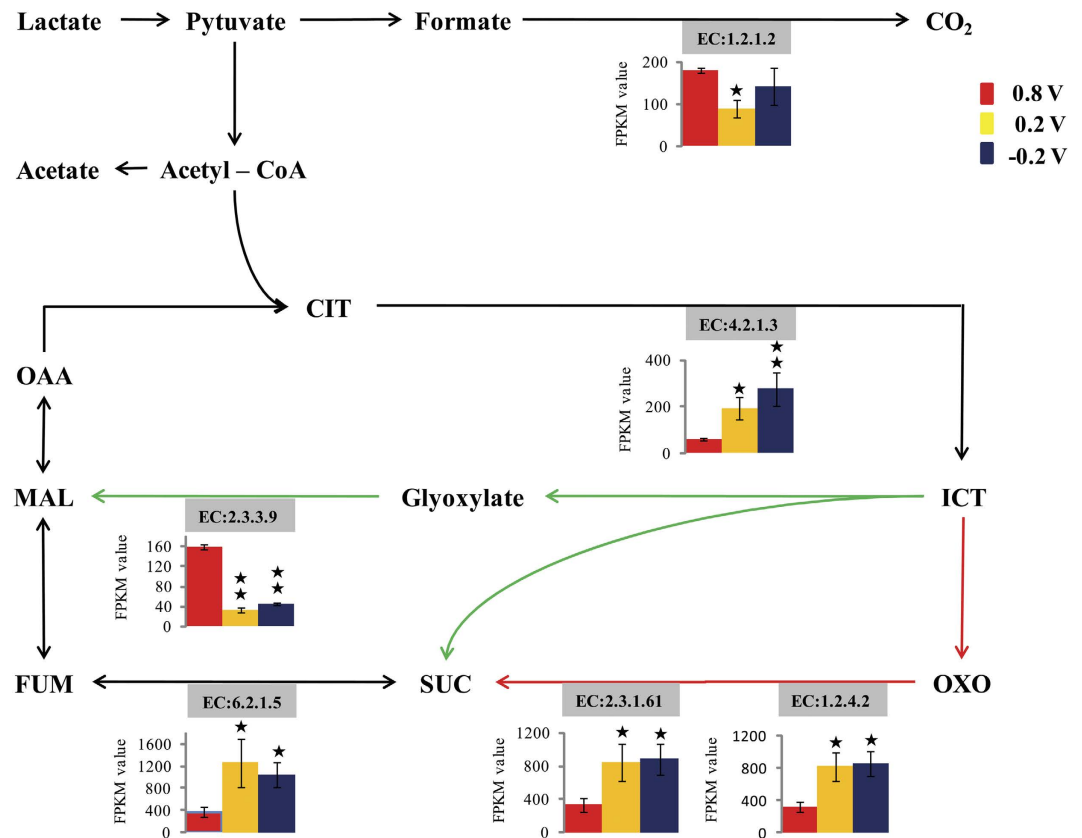 Lactate Pytuvate Formate CO₂
EC:1.2.1.2
FPKM value
200
100
0
0.8 V
0.2 V
-0.2 V
Acetate Acetyl – CoA
CIT
EC:4.2.1.3
FPKM value
400
200
0
OAA
MAL Glyoxylate ICT
EC:2.3.3.9
FPKM value
160
120
80
40
0
FUM SUC OXO
EC:6.2.1.5
FPKM value
1600
1200
800
400
0
EC:2.3.1.61
FPKM value
1200
800
400
0
EC:1.2.4.2
FPKM value
1200
800
400
0